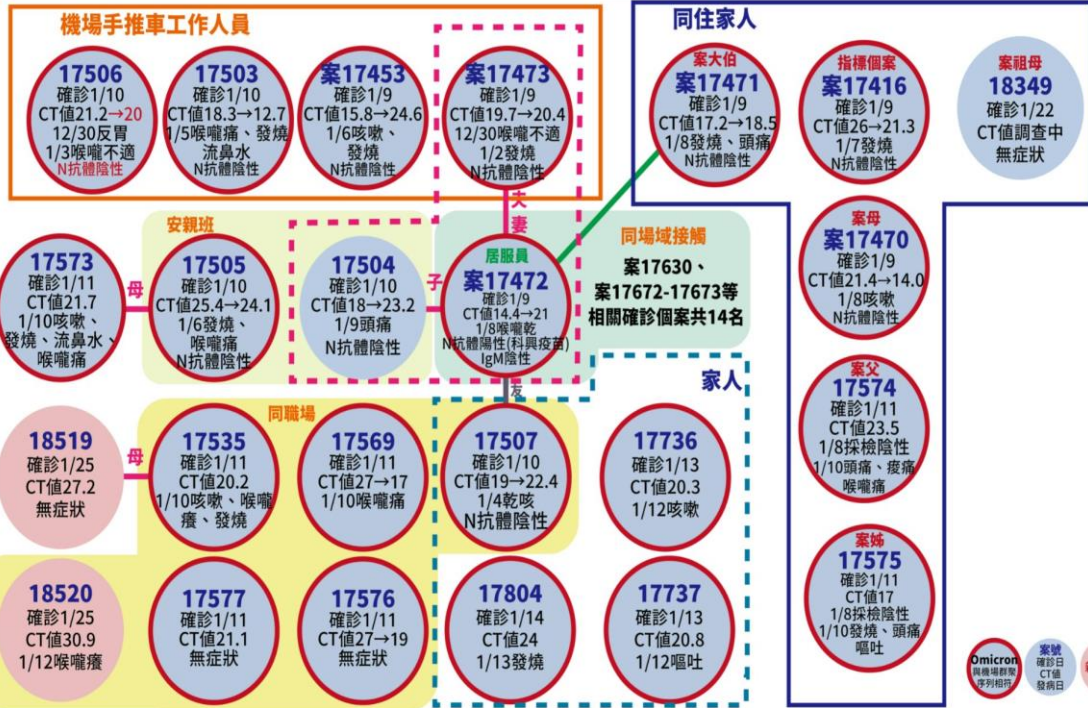 機場手推車工作人員
17506
確診1/10
CT值21.2→20
12/30反胃
1/3喉嚨不適
N抗體陰性
17503
確診1/10
CT值18.3→12.7
1/5喉嚨痛、發燒、
流鼻水
N抗體陰性
案17453
確診1/9
CT值15.8→24.6
1/6咳嗽、
發燒
N抗體陰性
案17473
確診1/9
CT值19.7→20.4
12/30喉嚨不適
1/2發燒
N抗體陰性
同住家人
案大伯
案17471
確診1/9
CT值17.2→18.5
1/8發燒、頭痛
N抗體陰性
指標個案
案17416
確診1/9
CT值26→21.3
1/7發燒
N抗體陰性
案祖母
18349
確診1/22
CT值調查中
無症狀
夫
妻
17573
確診1/11
CT值21.7
1/10咳嗽、
發燒、流鼻水、
喉嚨痛
母
安親班
17505
確診1/10
CT值25.4→24.1
1/6發燒、
喉嚨痛
N抗體陰性
17504
確診1/10
CT值18→23.2
1/9頭痛
N抗體陰性
子
居服員
案17472
確診1/9
CT值14.4→21
1/8喉嚨乾
N抗體陽性(科興疫苗)
IgM陰性
同場域接觸
案17630、
案17672-17673等
相關確診個案共14名
案母
案17470
確診1/9
CT值21.4→14.0
1/8咳嗽
N抗體陰性
案父
17574
確診1/11
CT值23.5
1/8採檢陰性
1/10頭痛、痠痛
喉嚨痛
案姊
17575
確診1/11
CT值17
1/8採檢陰性
1/10發燒、頭痛
嘔吐
友
家人
同職場
18519
確診1/25
CT值27.2
無症狀
母
17535
確診1/11
CT值20.2
1/10咳嗽、喉嚨
癢、發燒
17569
確診1/11
CT值27→17
1/10喉嚨痛
17507
確診1/10
CT值19→22.4
1/4乾咳
N抗體陰性
17736
確診1/13
CT值20.3
1/12咳嗽
18520
確診1/25
CT值30.9
1/12喉嚨癢
17577
確診1/11
CT值21.1
無症狀
17576
確診1/11
CT值27→19
無症狀
17804
確診1/14
CT值24
1/13發燒
17737
確診1/13
CT值20.8
1/12嘔吐
Omicron
與機場群聚
序列相符
案號
確診日
CT值
發病日